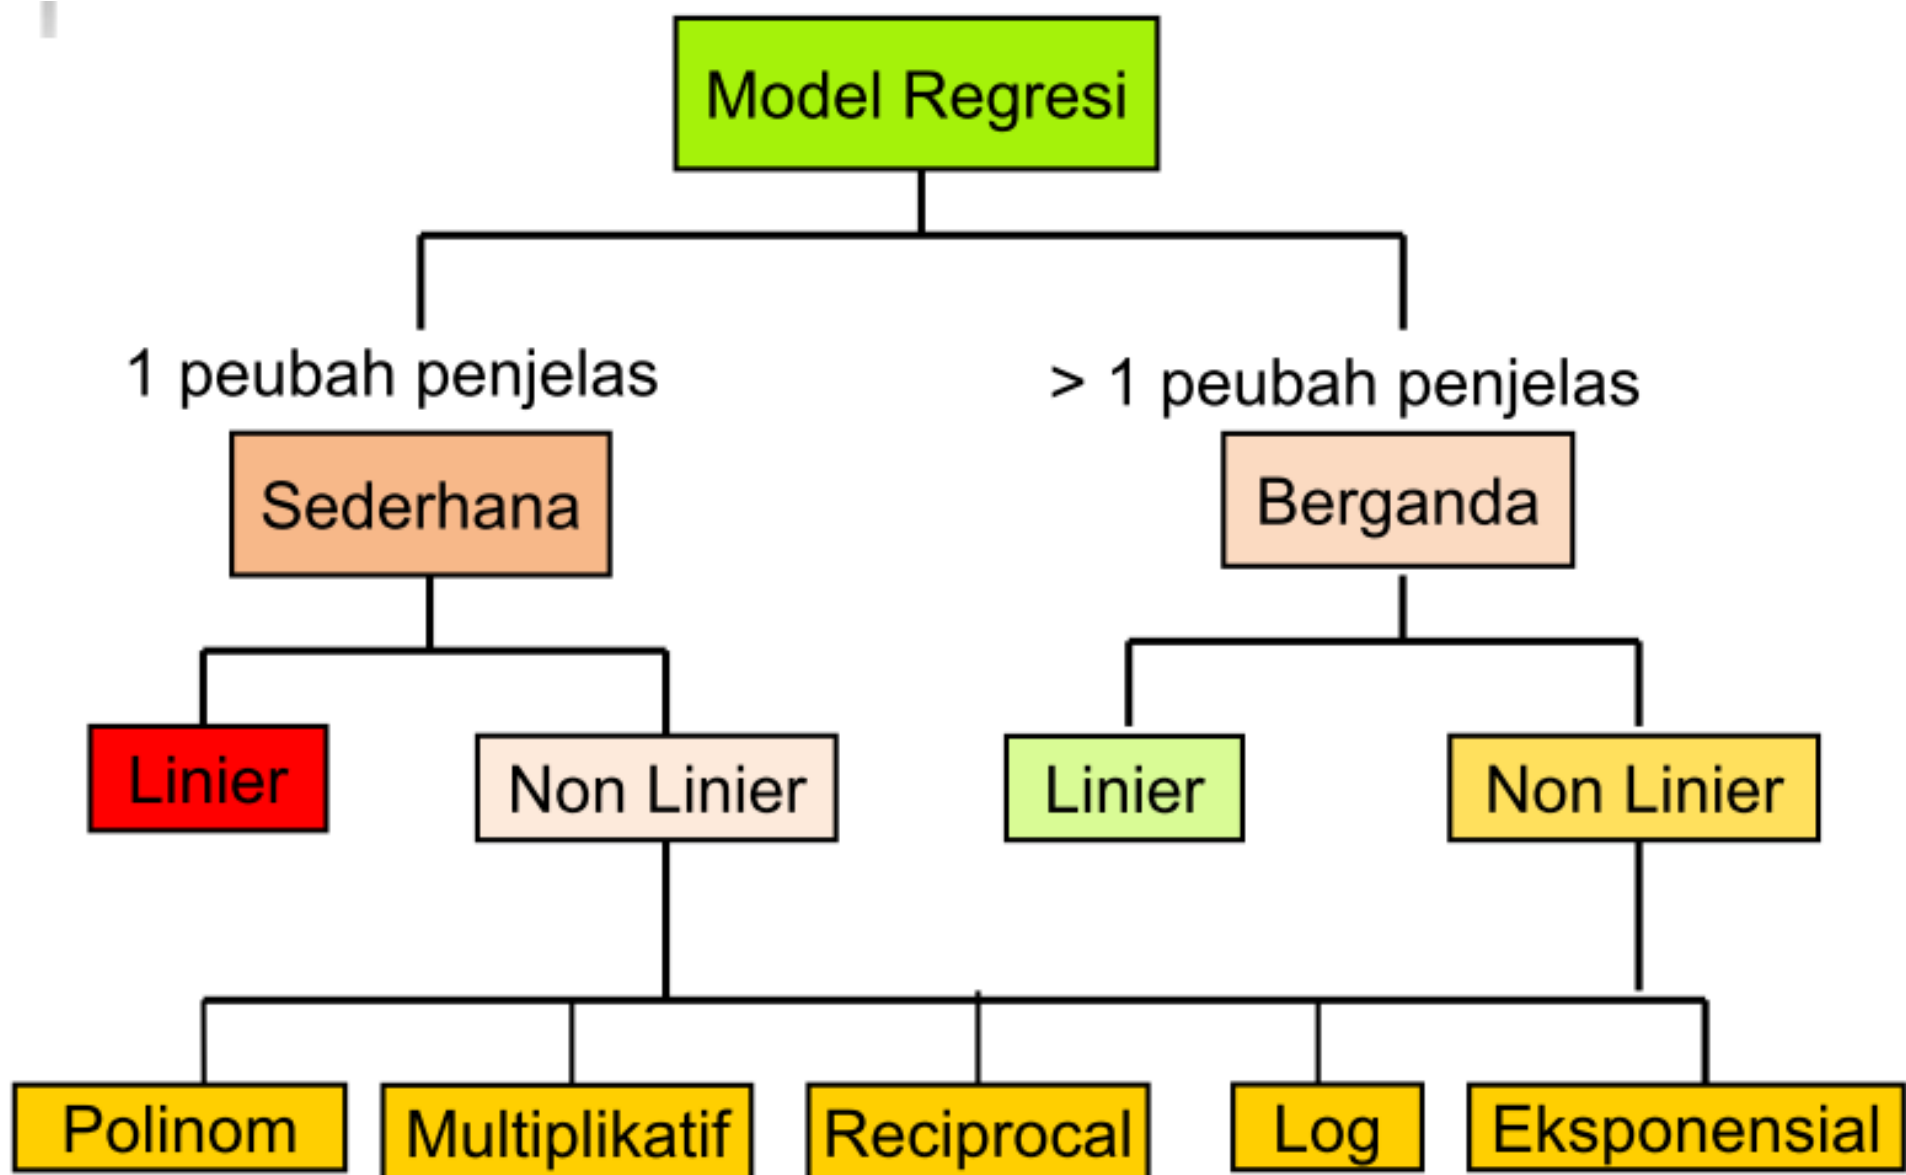 Model Regresi
1 peubah penjelas
> 1 peubah penjelas
Sederhana
Berganda
Linier
Non Linier
Linier
Non Linier
Polinom
Multiplikatif
Reciprocal
Log
Eksponensial